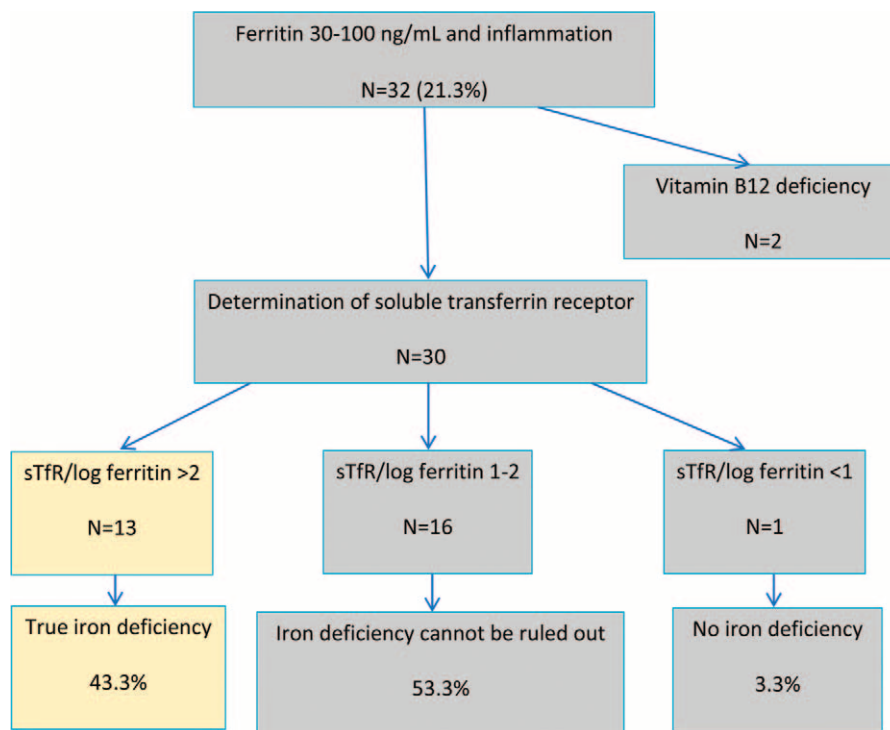 Ferritin 30-100 ng/mL and inflammation
N=32 (21.3%)
Vitamin B12 deficiency
N=2
Determination of soluble transferrin receptor
N=30
sTfR/log ferritin >2
N=13
sTfR/log ferritin 1-2
N=16
sTfR/log ferritin <1
N=1
True iron deficiency
43.3%
Iron deficiency cannot be ruled out
53.3%
No iron deficiency
3.3%